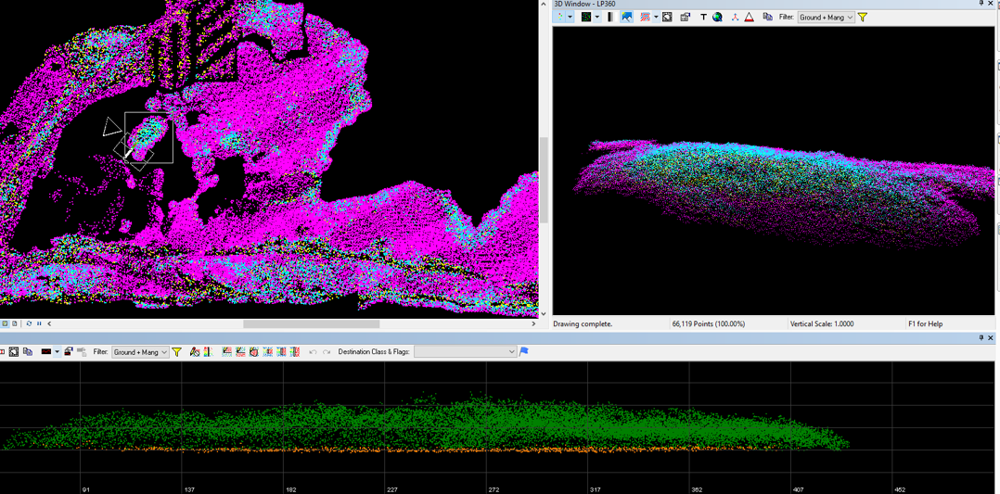 3D Window - LP360
T
Filter: Ground + Mang
Drawing complete.
66,119 Points (100.00%)
Vertical Scale: 1.0000
F1 for Help
Filter: Ground + Mang
Destination Class & Flags:
91 137 182 227 272 317 362 407 452